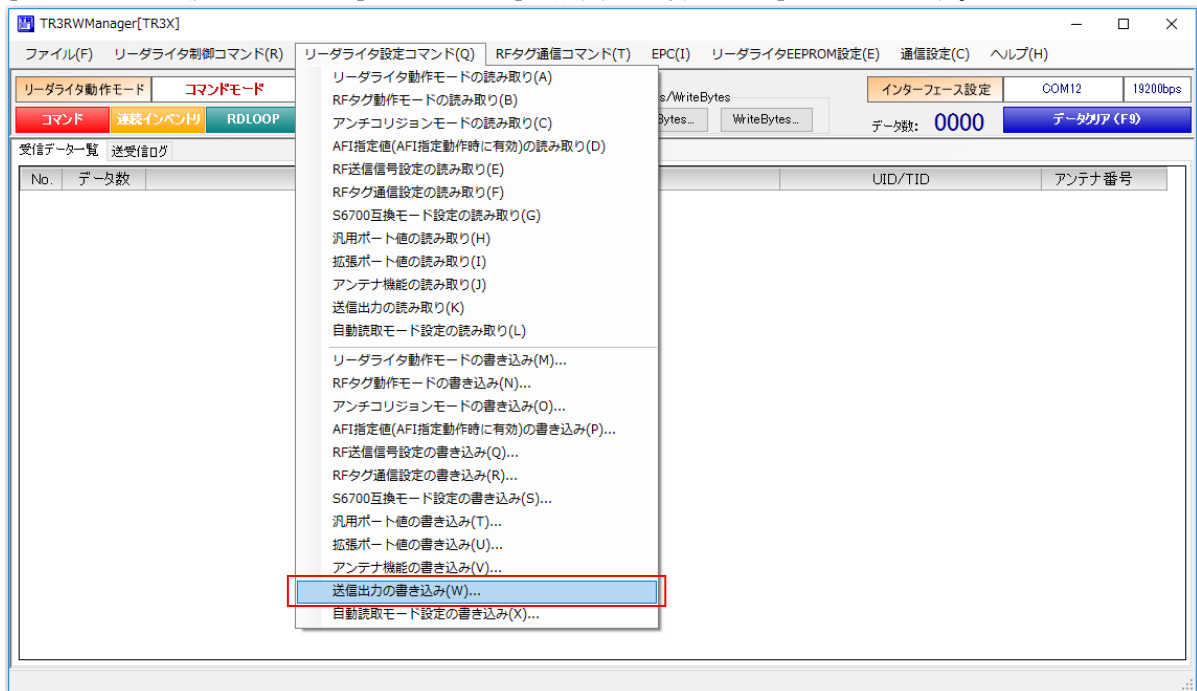 TR3RWManager[TR3X]
ファイル(F) リーダライタ制御コマンド(R) リーダライタ設定コマンド(Q) RFタグ通信コマンド(T) EPC(I) リーダライタEEPROM設定(E) 通信設定(C) ヘルプ(H)
リーダライタ動作モード コマンドモード s/WriteBytes インターフェース設定 COM12 19200bps
コマンド 連続インベントリ RDLOOP Bytes... WriteBytes... データ数: 0000 データクリア(F9)
受信データ一覧 送受信ログ
No. データ数 UID/TID アンテナ番号
リーダライタ動作モードの読み取り(A)
RFタグ動作モードの読み取り(B)
アンチコリジョンモードの読み取り(C)
AFI指定値(AFI指定動作時に有効)の読み取り(D)
RF送信信号設定の読み取り(E)
RFタグ通信設定の読み取り(F)
S6700互換モード設定の読み取り(G)
汎用ポート値の読み取り(H)
拡張ポート値の読み取り(I)
アンテナ機能の読み取り(J)
送信出力の読み取り(K)
自動読取モード設定の読み取り(L)
リーダライタ動作モードの書き込み(M)...
RFタグ動作モードの書き込み(N)...
アンチコリジョンモードの書き込み(O)...
AFI指定値(AFI指定動作時に有効)の書き込み(P)...
RF送信信号設定の書き込み(Q)...
RFタグ通信設定の書き込み(R)...
S6700互換モード設定の書き込み(S)...
汎用ポート値の書き込み(T)...
拡張ポート値の書き込み(U)...
アンテナ機能の書き込み(V)...
送信出力の書き込み(W)...
自動読取モード設定の書き込み(X)...